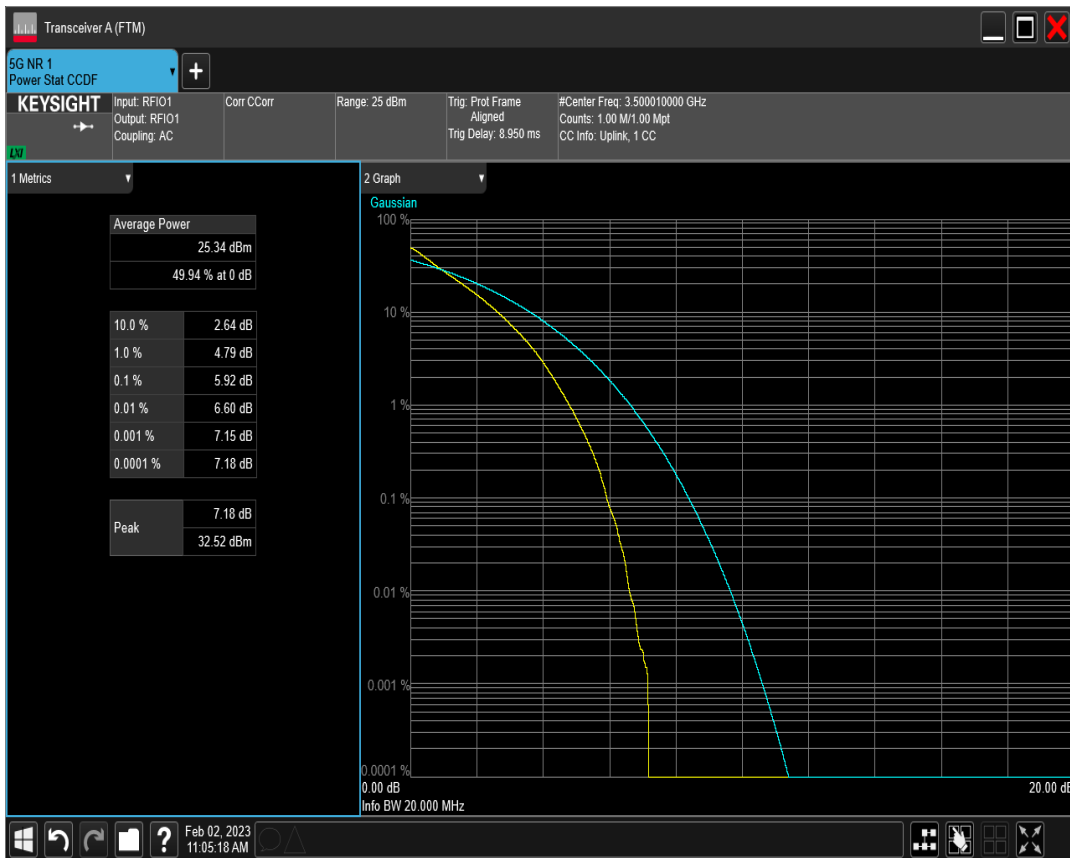 Transceiver A (FTM)
5G NR 1
Power Stat CCDF
+
KEYSIGHT
LXI
Input: RFIO1
Output: RFIO1
Coupling: AC
Corr CCorr
Range: 25 dBm
Trig: Prot Frame
Aligned
Trig Delay: 8.950 ms
#Center Freq: 3.500010000 GHz
Counts: 1.00 M/1.00 Mpt
CC Info: Uplink, 1 CC
1 Metrics
Average Power
25.34 dBm
49.94 % at 0 dB
10.0 % 2.64 dB
1.0 % 4.79 dB
0.1 % 5.92 dB
0.01 % 6.60 dB
0.001 % 7.15 dB
0.0001 % 7.18 dB
Peak
7.18 dB
32.52 dBm
2 Graph
Gaussian
100 %
10 %
1 %
0.1 %
0.01 %
0.001 %
0.0001 %
0.00 dB 20.00 dB
Info BW 20.000 MHz
?
Feb 02, 2023
11:05:18 AM